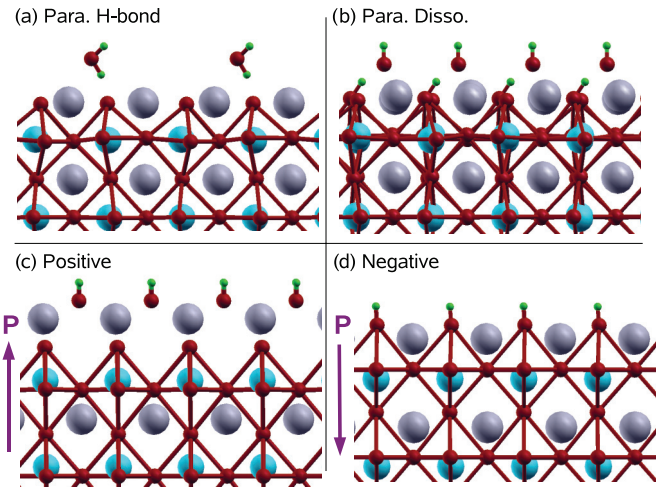 (a) Para. H-bond
(b) Para. Disso.
(c) Positive
P
(d) Negative
P